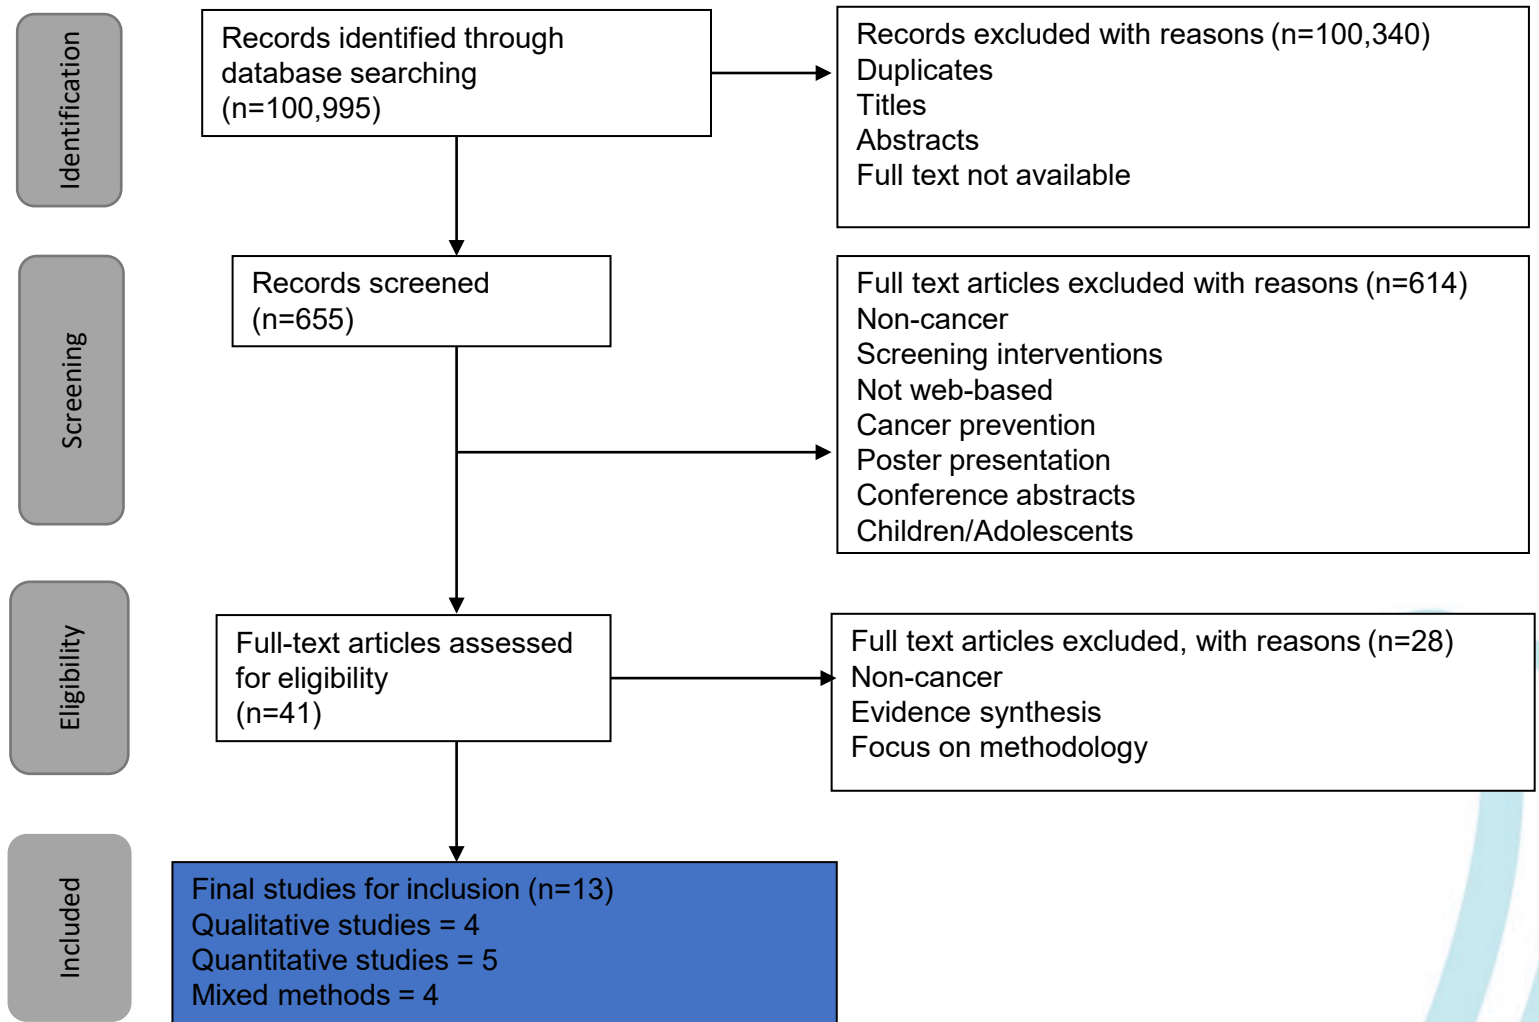 Identification
Records identified through
database searching
(n=100,995)
Records excluded with reasons (n=100,340)
Duplicates
Titles
Abstracts
Full text not available
Screening
Records screened
(n=655)
Full text articles excluded with reasons (n=614)
Non-cancer
Screening interventions
Not web-based
Cancer prevention
Poster presentation
Conference abstracts
Children/Adolescents
Eligibility
Full-text articles assessed
for eligibility
(n=41)
Full text articles excluded, with reasons (n=28)
Non-cancer
Evidence synthesis
Focus on methodology
Included
Final studies for inclusion (n=13)
Qualitative studies = 4
Quantitative studies = 5
Mixed methods = 4